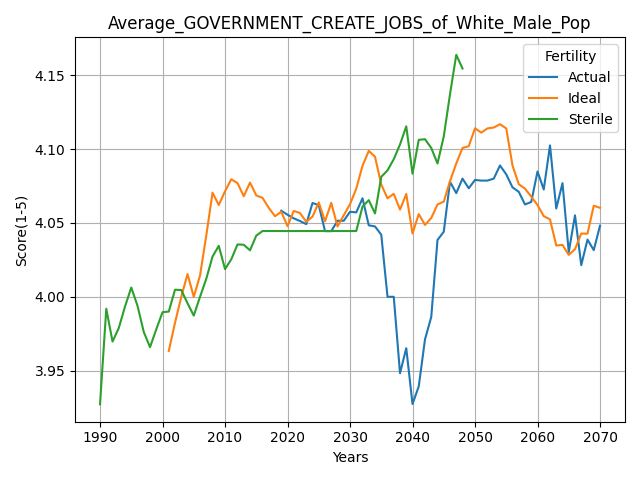 Average_GOVERNMENT_CREATE_JOBS_of_White_Male_Pop
Fertility
Actual
Ideal
Sterile
Score(1-5)
4.15
4.10
4.05
4.00
3.95
1990 2000 2010 2020 2030 2040 2050 2060 2070
Years